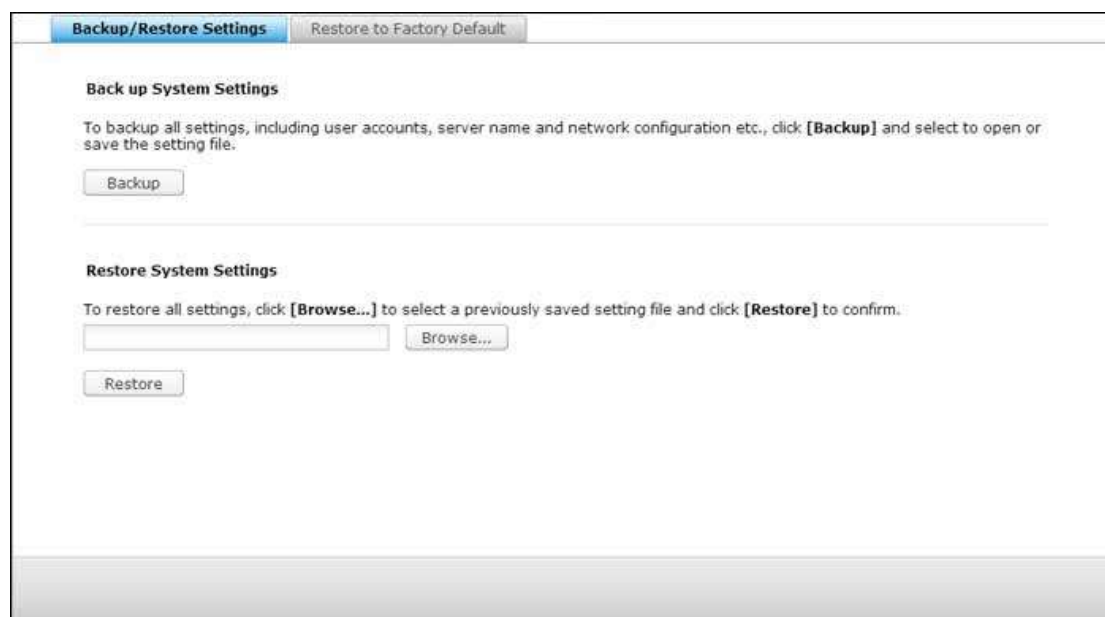 Backup/Restore Settings
Restore to Factory Default
Back up System Settings
To backup all settings, including user accounts, server name and network configuration etc., click [Backup] and select to open or
save the setting file.
Backup
Restore System Settings
To restore all settings, click [Browse...] to select a previously saved setting file and click [Restore] to confirm.
Browse...
Restore